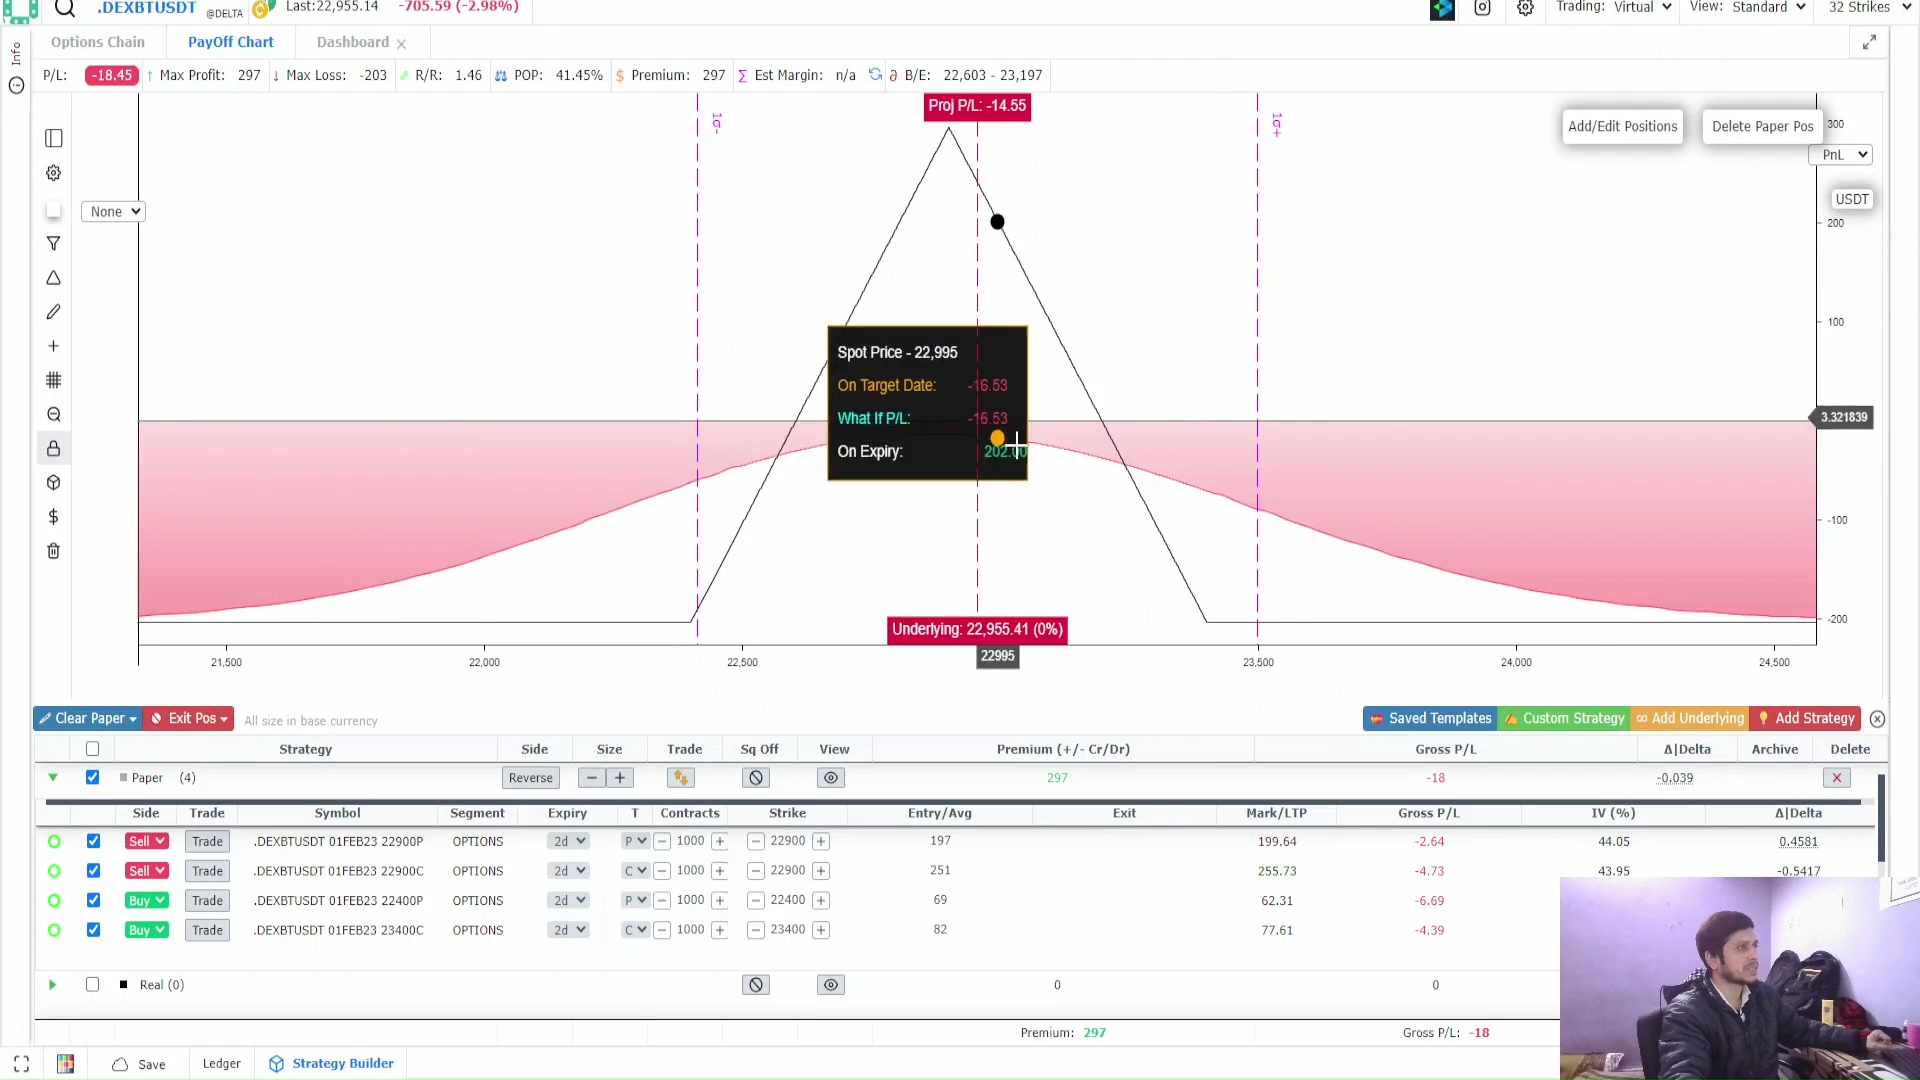 .DEXBTUSDT @DELTA Last:22,955.14 -705.59 (-2.98%) Trading: Virtual View: Standard 32 Strikes
Info
Options Chain PayOff Chart Dashboard
P/L: -18.45 Max Profit: 297 Max Loss: -203 R/R: 1.46 POP: 41.45% Premium: 297 Est Margin: n/a B/E: 22,603 - 23,197
Proj P/L: -14.55
1σ-
1σ+
Add/Edit Positions Delete Paper Pos
300
PnL
USDT
200
None
100
Spot Price - 22,995
On Target Date: -16.53
What If P/L: -16.53
On Expiry: 202.00
3.321839
-100
-200
Underlying: 22,955.41 (0%)
22995
21,500 22,000 22,500 23,500 24,000 24,500
Clear Paper Exit Pos All size in base currency Saved Templates Custom Strategy Add Underlying Add Strategy
Strategy Side Size Trade Sq Off View Premium (+/- Cr/Dr) Gross P/L Δ|Delta Archive Delete
Paper (4) Reverse − + 297 -18 -0.039 X
Side Trade Symbol Segment Expiry T Contracts Strike Entry/Avg Exit Mark/LTP Gross P/L IV (%) Δ|Delta
Sell Trade .DEXBTUSDT 01FEB23 22900P OPTIONS 2d P − 1000 + − 22900 + 197 199.64 -2.64 44.05 0.4581
Sell Trade .DEXBTUSDT 01FEB23 22900C OPTIONS 2d C − 1000 + − 22900 + 251 255.73 -4.73 43.95 -0.5417
Buy Trade .DEXBTUSDT 01FEB23 22400P OPTIONS 2d P − 1000 + − 22400 + 69 62.31 -6.69
Buy Trade .DEXBTUSDT 01FEB23 23400C OPTIONS 2d C − 1000 + − 23400 + 82 77.61 -4.39
Real (0) 0 0
Premium: 297 Gross P/L: -18
Save Ledger Strategy Builder